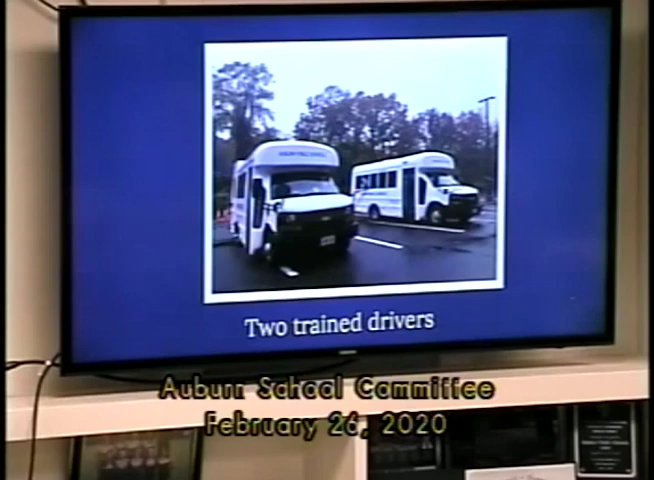 Two trained drivers
Auburn School Committee
February 26, 2020